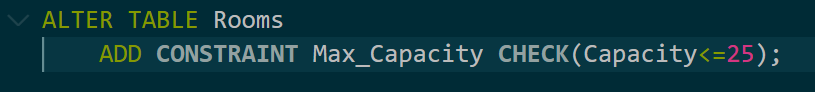 ALTER TABLE Rooms
ADD CONSTRAINT Max_Capacity CHECK(Capacity<=25);